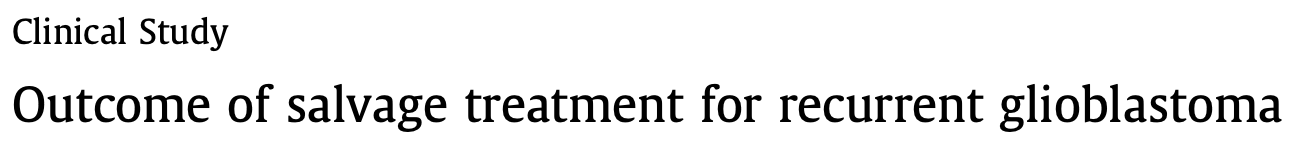 Clinical Study
Outcome of salvage treatment for recurrent glioblastoma